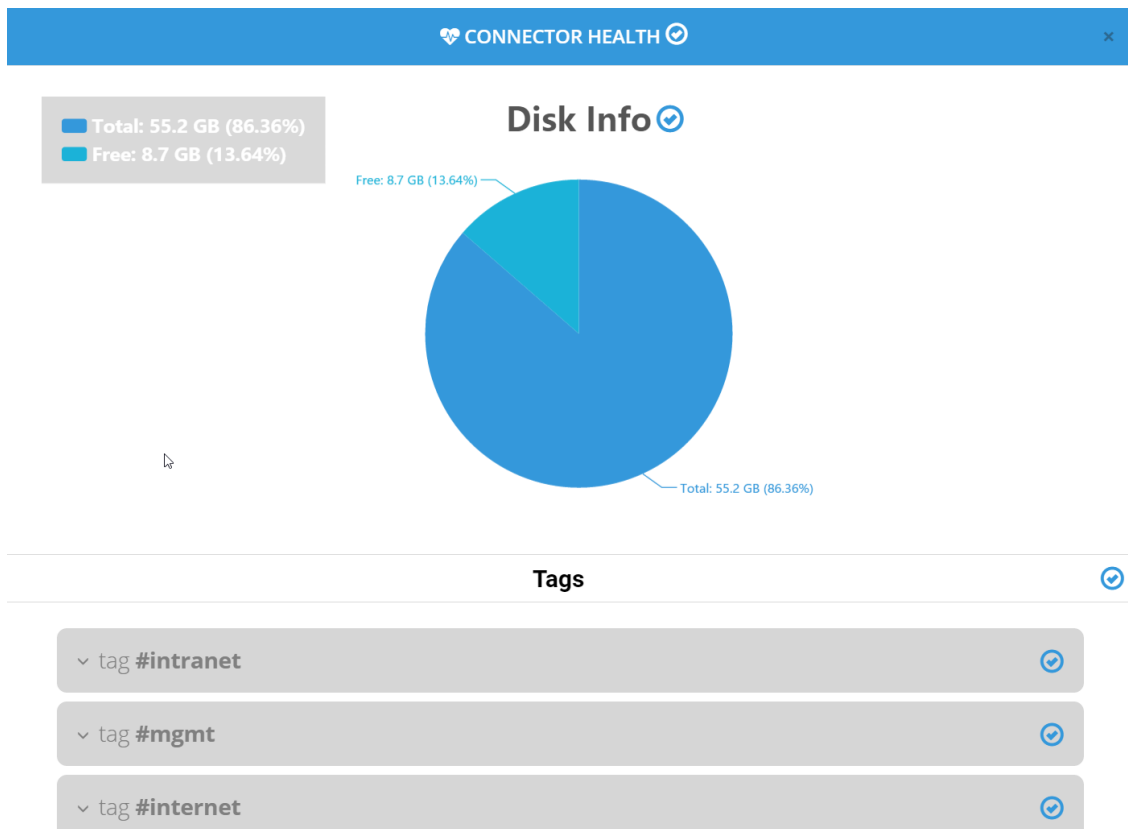 CONNECTOR HEALTH
×
Total: 55.2 GB (86.36%)
Free: 8.7 GB (13.64%)
Disk Info
Free: 8.7 GB (13.64%)
Total: 55.2 GB (86.36%)
Tags
tag #intranet
tag #mgmt
tag #internet